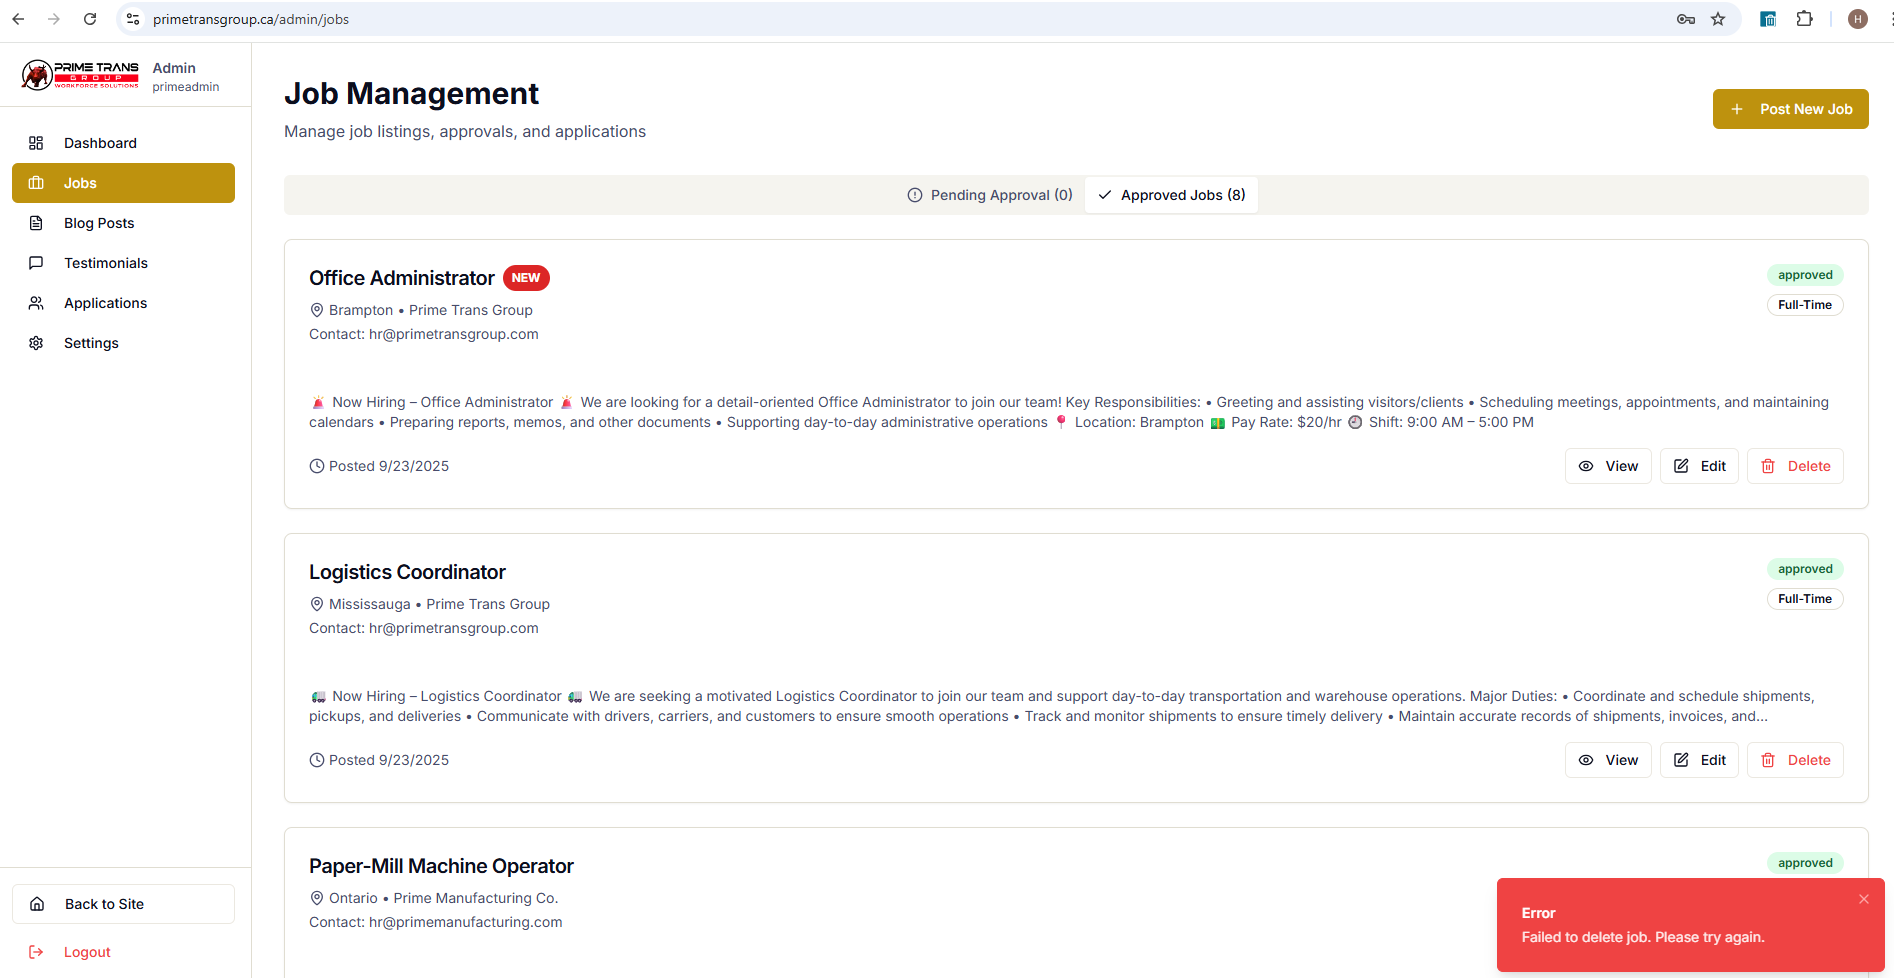 primetransgroup.ca/admin/jobs
H
PRIME TRANS
GROUP
WORKFORCE SOLUTIONS
Admin
primeadmin
Dashboard
Jobs
Blog Posts
Testimonials
Applications
Settings
Back to Site
Logout
Job Management
Manage job listings, approvals, and applications
+ Post New Job
Pending Approval (0)
Approved Jobs (8)
Office Administrator NEW
approved
Full-Time
Brampton • Prime Trans Group
Contact: hr@primetransgroup.com
🚨 Now Hiring – Office Administrator 🚨 We are looking for a detail-oriented Office Administrator to join our team! Key Responsibilities: • Greeting and assisting visitors/clients • Scheduling meetings, appointments, and maintaining
calendars • Preparing reports, memos, and other documents • Supporting day-to-day administrative operations 📍 Location: Brampton 💵 Pay Rate: $20/hr 🕘 Shift: 9:00 AM – 5:00 PM
Posted 9/23/2025
View
Edit
Delete
Logistics Coordinator
approved
Full-Time
Mississauga • Prime Trans Group
Contact: hr@primetransgroup.com
🚛 Now Hiring – Logistics Coordinator 🚛 We are seeking a motivated Logistics Coordinator to join our team and support day-to-day transportation and warehouse operations. Major Duties: • Coordinate and schedule shipments,
pickups, and deliveries • Communicate with drivers, carriers, and customers to ensure smooth operations • Track and monitor shipments to ensure timely delivery • Maintain accurate records of shipments, invoices, and...
Posted 9/23/2025
View
Edit
Delete
Paper-Mill Machine Operator
approved
Ontario • Prime Manufacturing Co.
Contact: hr@primemanufacturing.com
Error
Failed to delete job. Please try again.